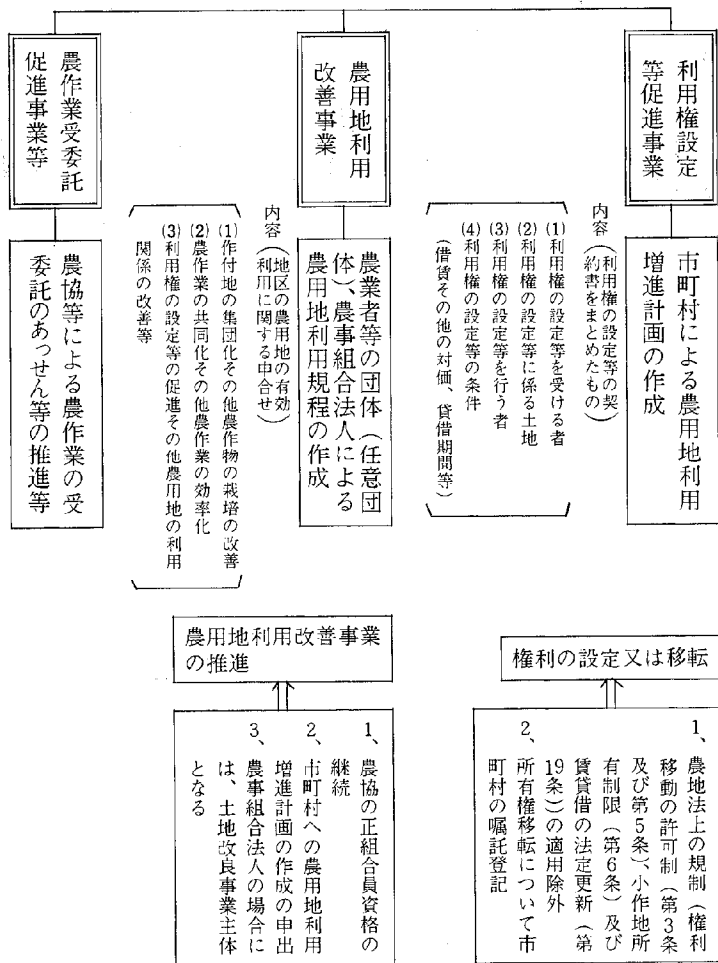 利用権設定
等促進事業
市町村による農用地利用
増進計画の作成
内容
(利用権の設定等の契
約書をまとめたもの)
(1)利用権の設定等を受ける者
(2)利用権の設定等に係る土地
(3)利用権の設定等を行う者
(4)利用権の設定等の条件
(借賃その他の対価、貸借期間等)
権利の設定又は移転
1、農地法上の規制(権利
移動の許可制(第3条
及び第5条)、小作地所
有制限(第6条)及び
賃貸借の法定更新(第
19条))の適用除外
2、所有権移転について市
町村の嘱託登記
農用地利用
改善事業
農業者等の団体(任意団
体)、農事組合法人による
農用地利用規程の作成
内容
(地区の農用地の有効
利用に関する申合せ)
(1)作付地の集団化その他農作物の栽培の改善
(2)農作業の共同化その他農作業の効率化
(3)利用権の設定等の促進その他農用地の利用
関係の改善等
農用地利用改善事業
の推進
1、農協の正組合員資格の
継続
2、市町村への農用地利用
増進計画の作成の申出
3、農事組合法人の場合に
は、土地改良事業主体
となる
農作業受委託
促進事業等
農協等による農作業の受
委託のあっせん等の推進等